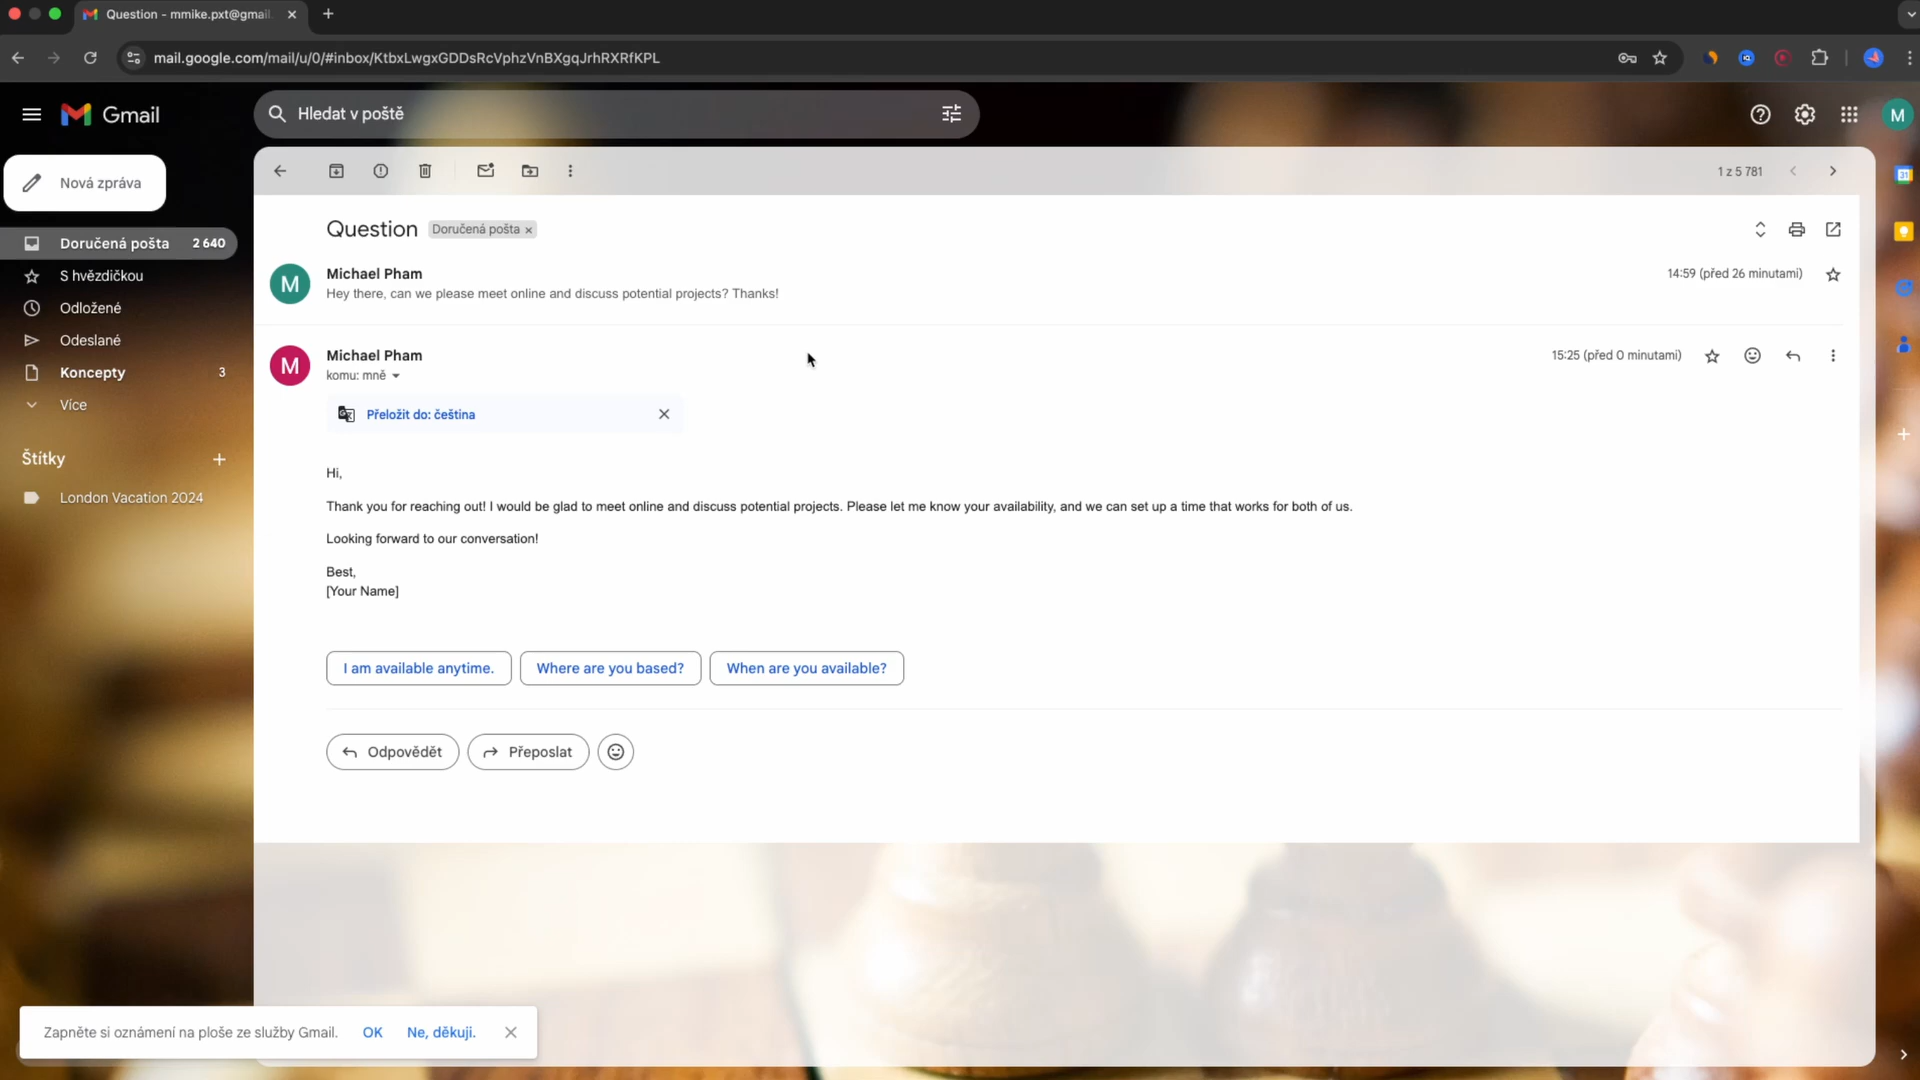 Question - mmike.pxt@gmail
mail.google.com/mail/u/0/#inbox/KtbxLwgxGDDsRcVphzVnBXgqJrhRXRfKPL
Gmail
Hledat v poště
M
Nová zpráva
1 z 5 781
Doručená pošta 2 640
S hvězdičkou
Odložené
Odeslané
Koncepty 3
Více
Štítky
London Vacation 2024
Question Doručená pošta ×
M
Michael Pham
14:59 (před 26 minutami)
Hey there, can we please meet online and discuss potential projects? Thanks!
M
Michael Pham
15:25 (před 0 minutami)
komu: mně
Přeložit do: čeština
Hi,
Thank you for reaching out! I would be glad to meet online and discuss potential projects. Please let me know your availability, and we can set up a time that works for both of us.
Looking forward to our conversation!
Best,
[Your Name]
I am available anytime.
Where are you based?
When are you available?
Odpovědět
Přeposlat
Zapněte si oznámení na ploše ze služby Gmail. OK Ne, děkuji.
31